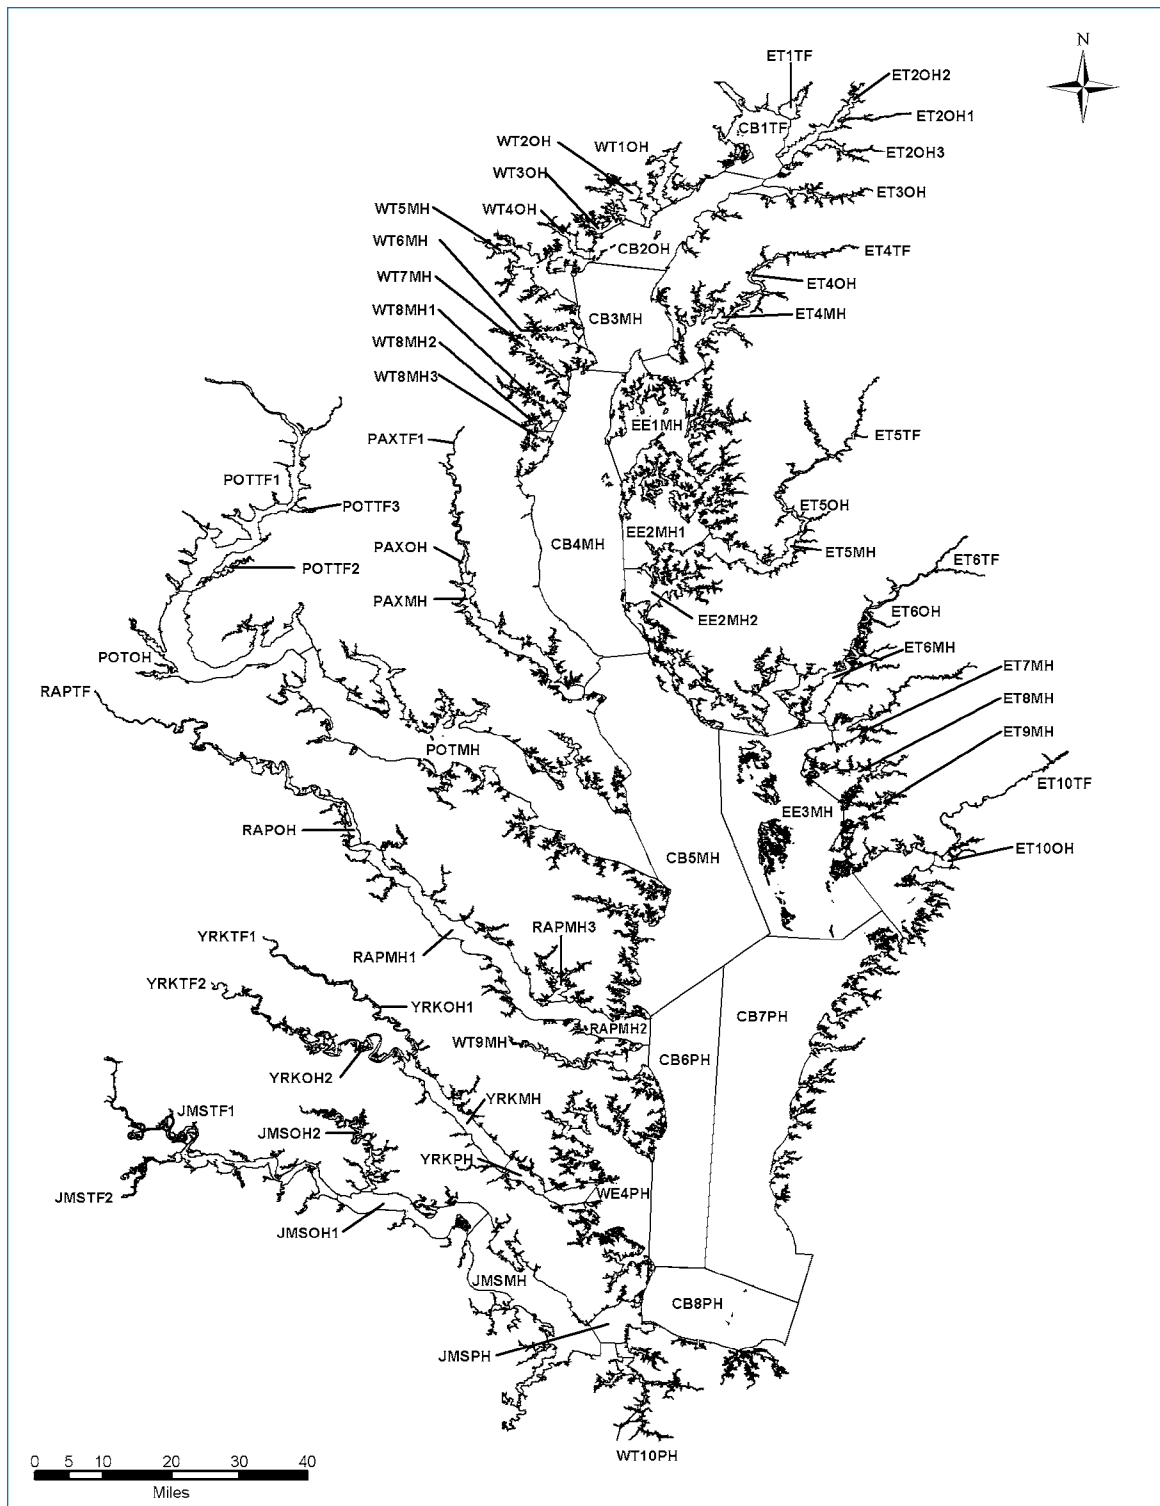 N
ET1TF
ET2OH2
CB1TF
ET2OH1
WT2OH
WT1OH
ET2OH3
WT3OH
ET3OH
WT5MH
WT4OH
WT6MH
CB2OH
ET4TF
WT7MH
ET4OH
WT8MH1
CB3MH
ET4MH
WT8MH2
WT8MH3
EE1MH
PAXTF1
ET5TF
POTTF1
POTTF3
ET5OH
EE2MH1
PAXOH
CB4MH
ET5MH
POTTF2
ET6TF
PAXMH
EE2MH2
ET6OH
POTOH
ET6MH
RAPTF
ET7MH
ET8MH
POTMH
ET9MH
ET10TF
EE3MH
RAPOH
CB5MH
ET10OH
RAPMH3
YRKTF1
RAPMH1
YRKTF2
YRKOH1
CB7PH
RAPMH2
WT9MH
CB6PH
YRKOH2
YRKMH
JMSTF1
JMSOH2
YRKPH
WE4PH
JMSTF2
JMSOH1
JMSMH
CB8PH
JMSPH
WT10PH
0 5 10 20 30 40
Miles